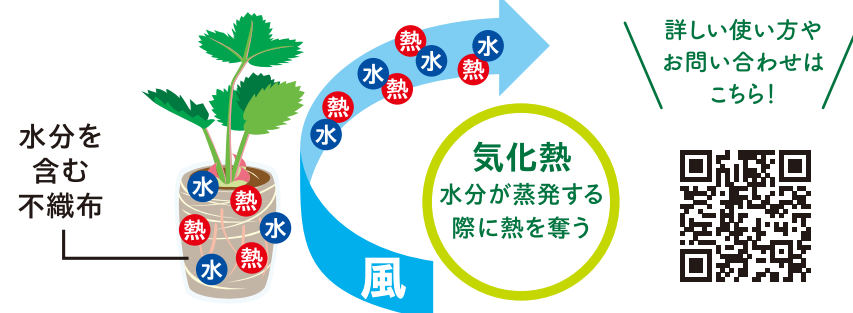 水分を
含む
不織布
水
熱
熱
水
水
熱
水
熱
水
熱
熱
水
熱
水
風
気化熱
水分が蒸発する
際に熱を奪う
詳しい使い方や
お問い合わせは
こちら！